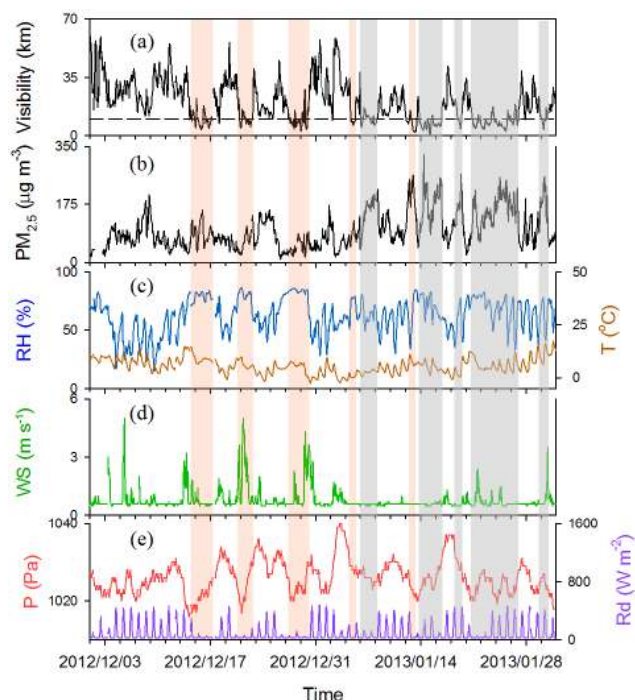 70
35
0
Visibility (km)
(a)
350
175
0
PM2.5 (μg m-3)
(b)
100
50
0
RH (%)
(c)
50
25
0
T (oC)
6
3
0
WS (m s-1)
(d)
1040
1020
P (Pa)
(e)
1600
800
0
Rd (W m-2)
2012/12/03 2012/12/17 2012/12/31 2013/01/14 2013/01/28
Time